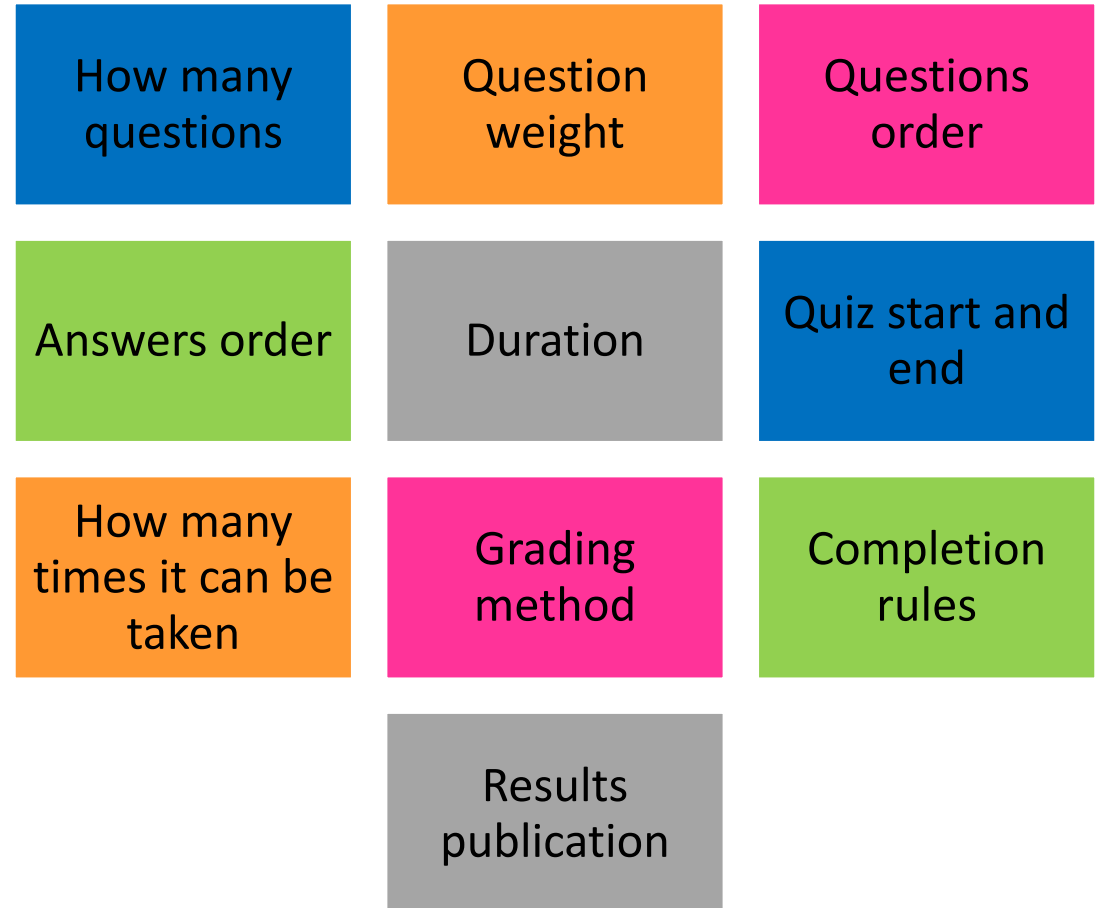 How many
questions
Question
weight
Questions
order
Answers order
Duration
Quiz start and
end
How many
times it can be
taken
Grading
method
Completion
rules
Results
publication